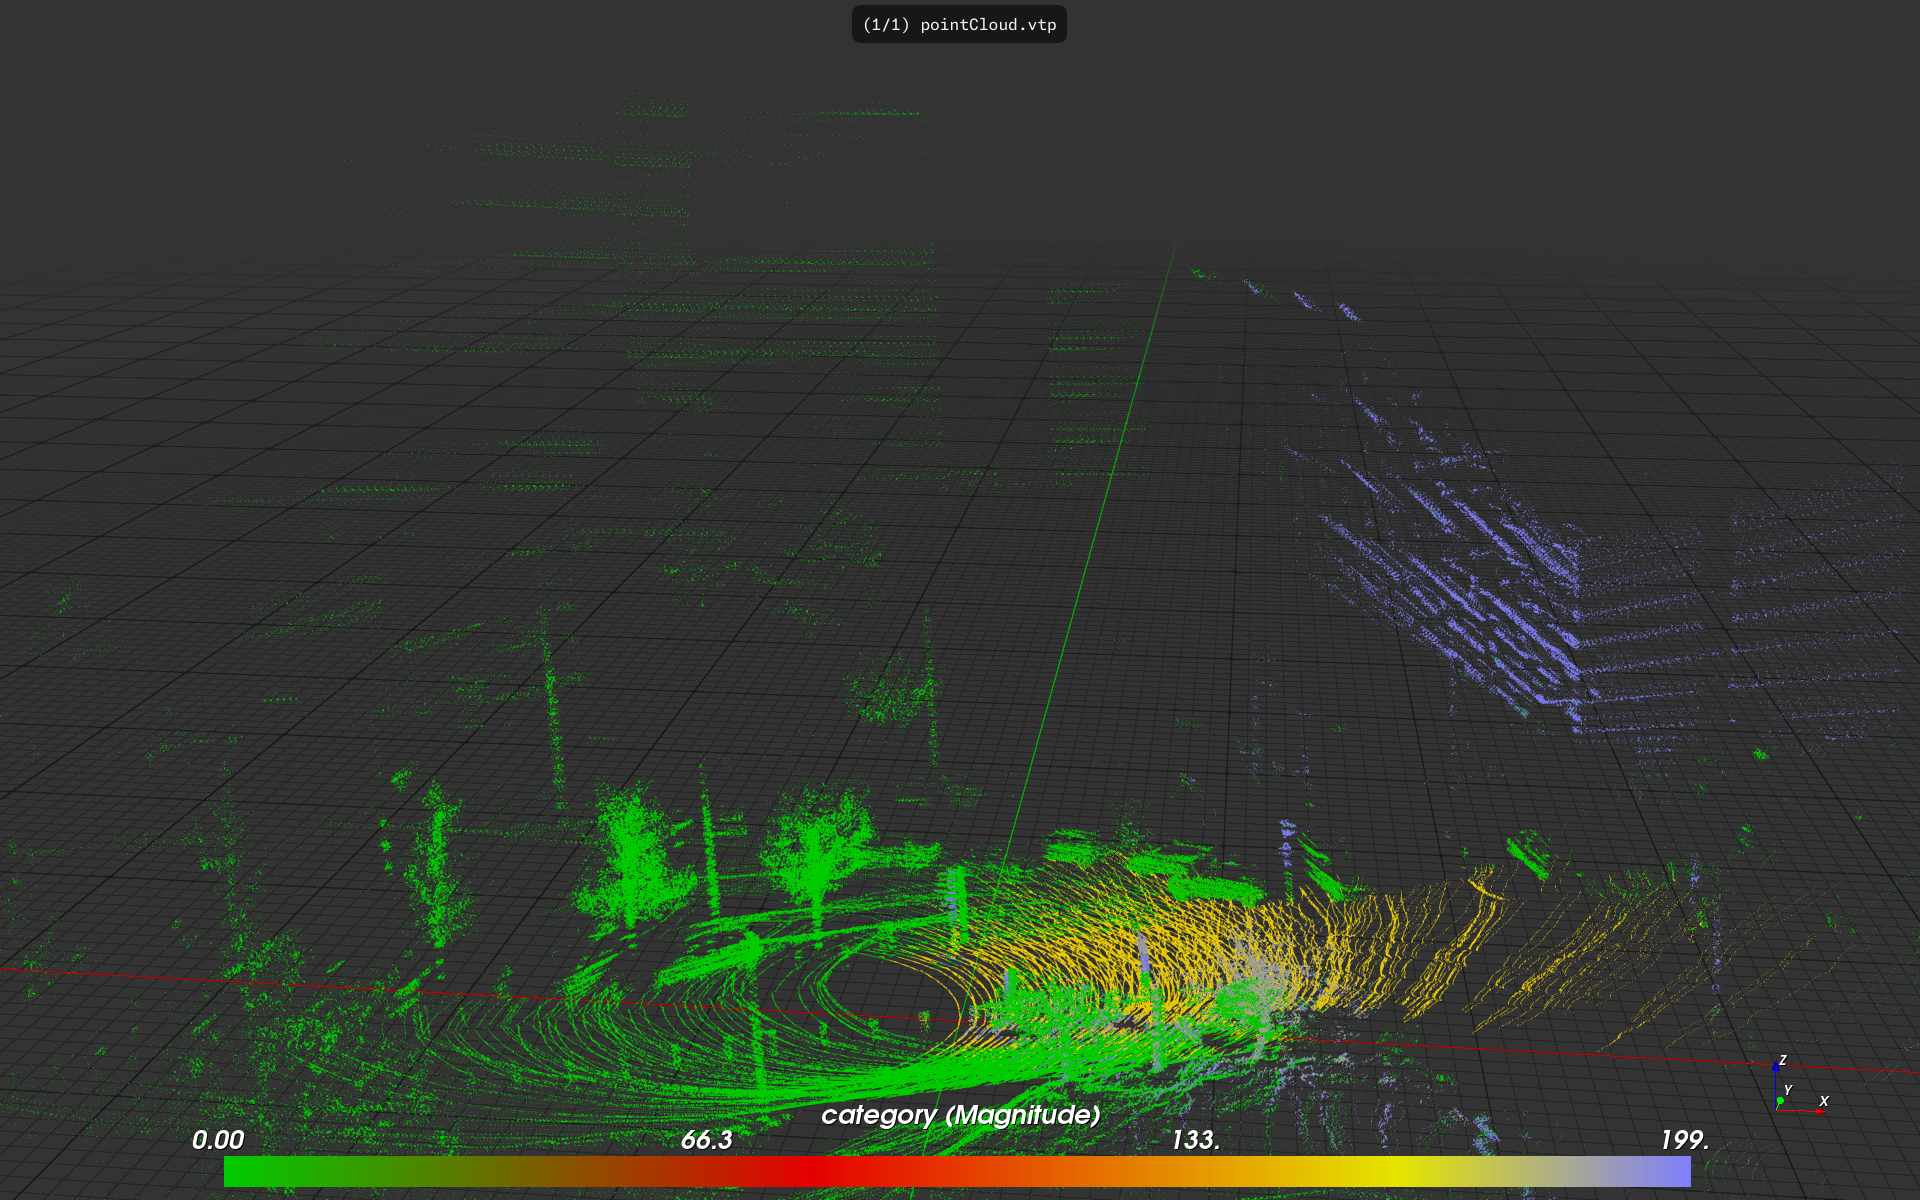 (1/1) pointCloud.vtp
Z
Y
X
category (Magnitude)
0.00 66.3 133. 199.